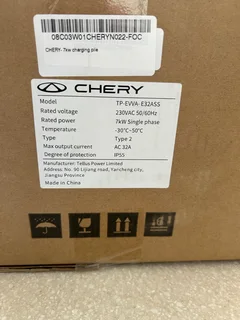 08C03W01CHERYN022-FOC
CHERY- 7kw charging pile
CHERY
Model TP-EVVA- E32ASS
Rated voltage 230VAC 50/60Hz
Rated power 7kW Single phase
Temperature -30°C~50°C
Type Type 2
Max output current AC 32A
Degree of protection IP55
Manufacturer: Tellus Power Limited
Address: No. 90 Lijiang road, Yancheng city,
Jiangsu Province
Made in China